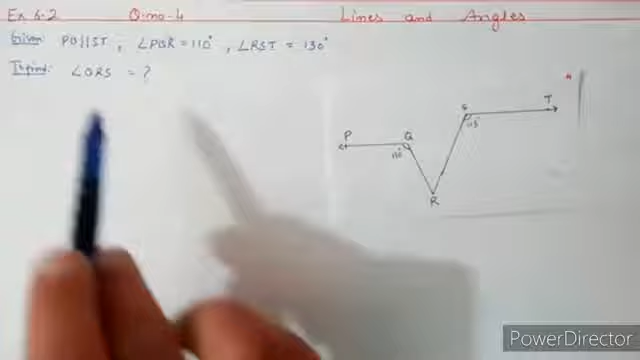 Ex 6.2 Q.no-4 Lines and Angles
Given: PQ||ST, ∠PQR = 110°, ∠RST = 130°
To find: ∠QRS = ?
S T
P Q
110°
R
PowerDirector